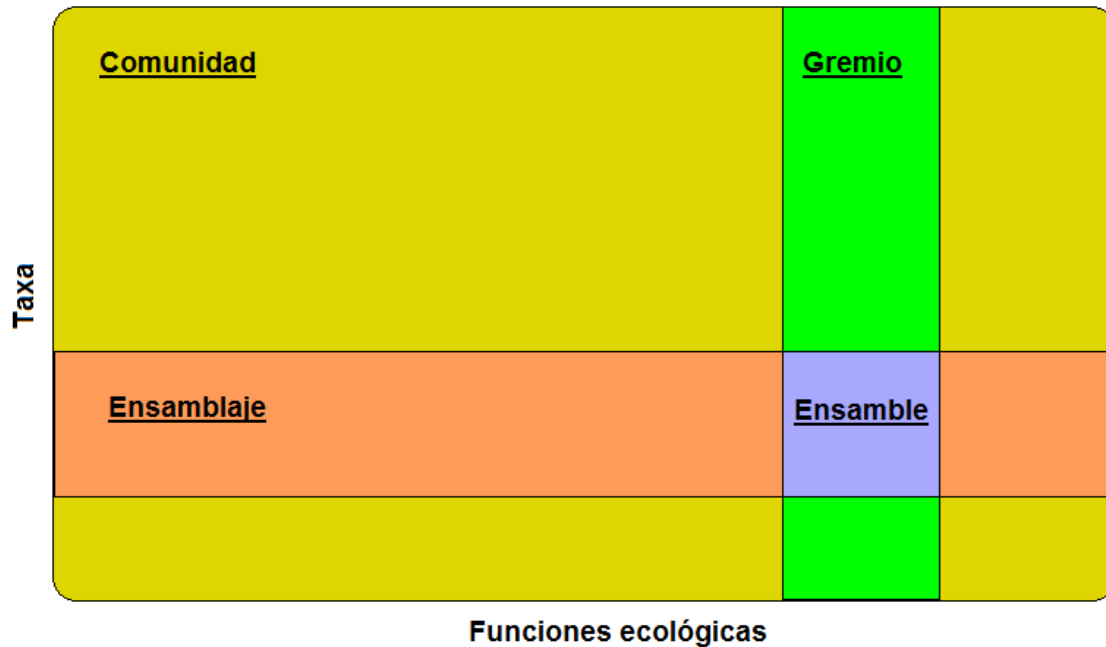 Comunidad
Gremio
Taxa
Ensamblaje
Ensamble
Funciones ecológicas